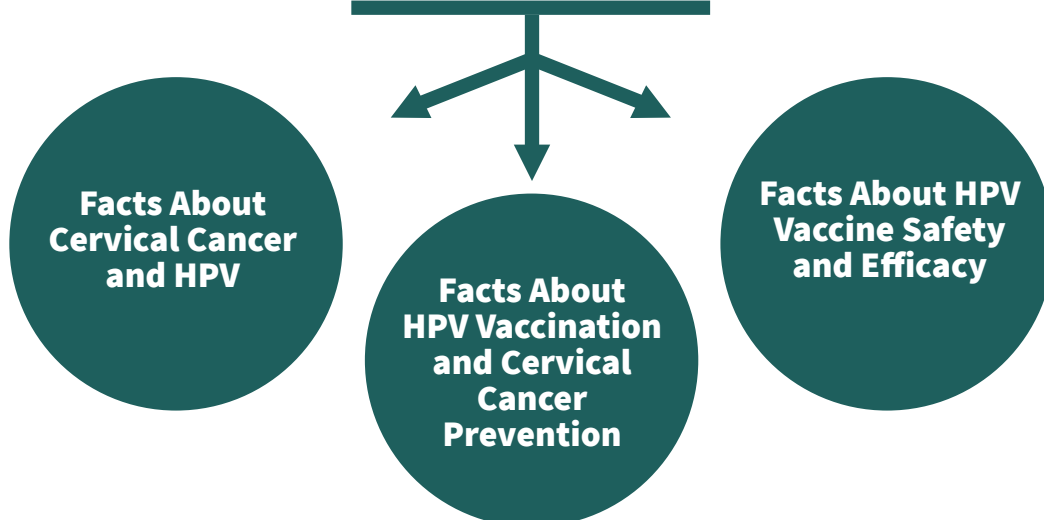 Facts About
Cervical Cancer
and HPV
Facts About
HPV Vaccination
and Cervical
Cancer
Prevention
Facts About HPV
Vaccine Safety
and Efficacy